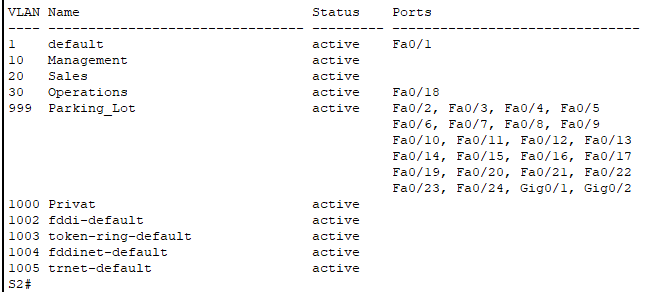 VLAN Name                             Status    Ports
---- -------------------------------- --------- -------------------------------
1    default                          active    Fa0/1
10   Management                       active
20   Sales                            active
30   Operations                       active    Fa0/18
999  Parking_Lot                      active    Fa0/2, Fa0/3, Fa0/4, Fa0/5
                                                Fa0/6, Fa0/7, Fa0/8, Fa0/9
                                                Fa0/10, Fa0/11, Fa0/12, Fa0/13
                                                Fa0/14, Fa0/15, Fa0/16, Fa0/17
                                                Fa0/19, Fa0/20, Fa0/21, Fa0/22
                                                Fa0/23, Fa0/24, Gig0/1, Gig0/2
1000 Privat                           active
1002 fddi-default                     active
1003 token-ring-default               active
1004 fddinet-default                  active
1005 trnet-default                    active
S2#